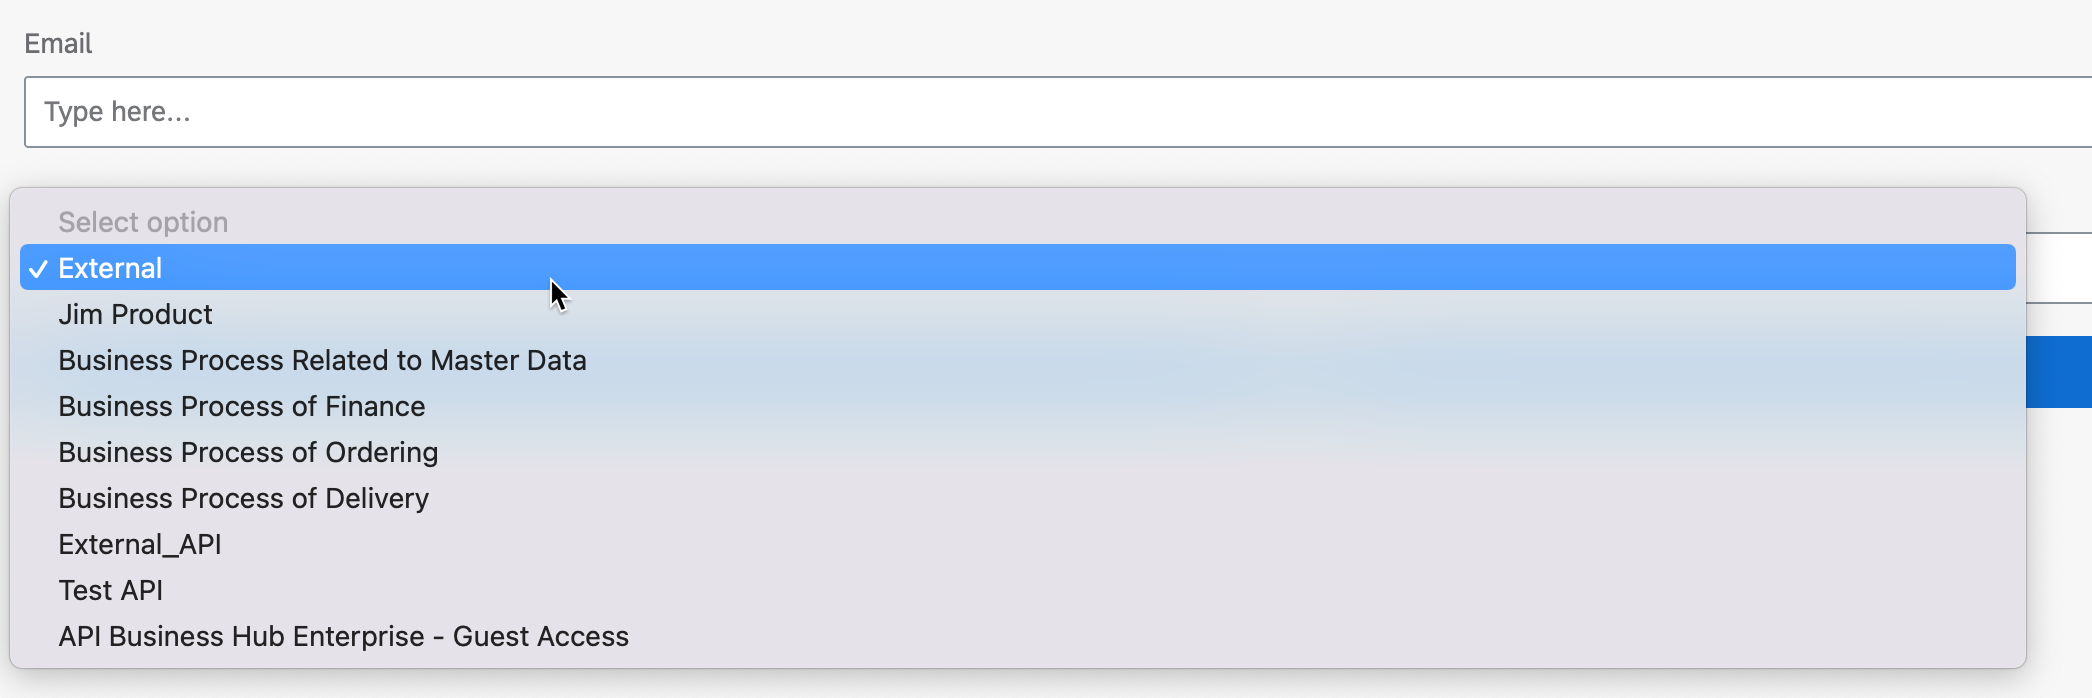 Email
Type here...
Select option
✓ External
Jim Product
Business Process Related to Master Data
Business Process of Finance
Business Process of Ordering
Business Process of Delivery
External_API
Test API
API Business Hub Enterprise - Guest Access